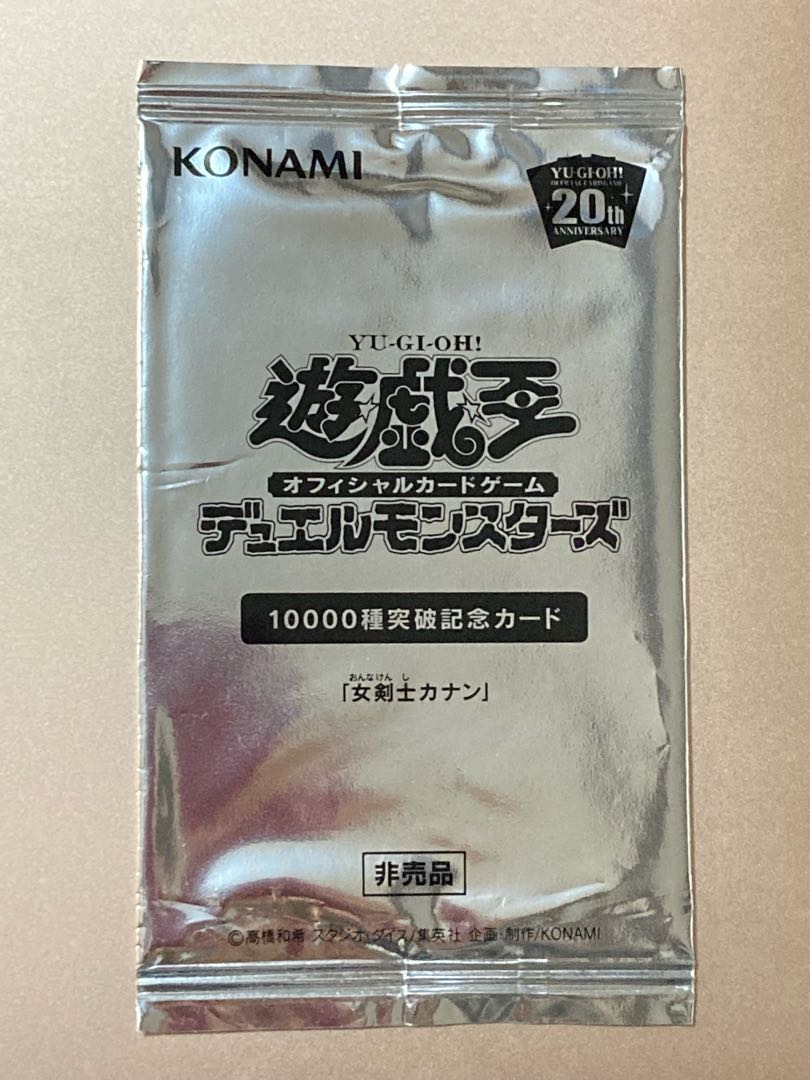 KONAMI
YU-GI-OH!
OFFICIAL CARD GAME
20th
ANNIVERSARY
YU-GI-OH!
遊☆戯☆王
オフィシャルカードゲーム
デュエルモンスターズ
10000種突破記念カード
おんなけんし
「女剣士カナン」
非売品
©高橋和希 スタジオ・ダイス/集英社 企画・制作/KONAMI